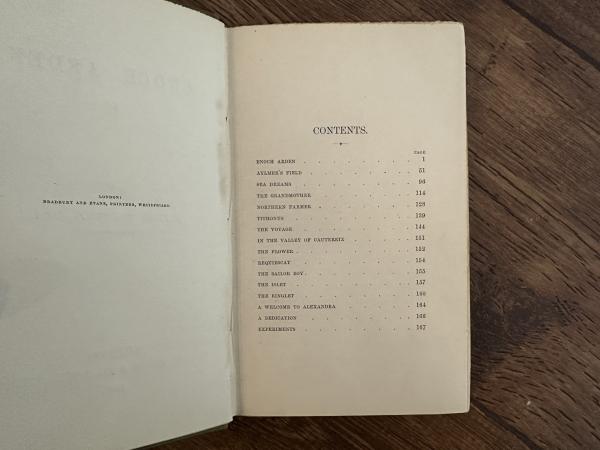 LONDON:
BRADBURY AND EVANS, PRINTERS, WHITEFRIARS.
CONTENTS.
PAGE
ENOCH ARDEN . . . . . . . . 1
AYLMER'S FIELD . . . . . . . 51
SEA DREAMS . . . . . . . . 96
THE GRANDMOTHER . . . . . . . 114
NORTHERN FARMER . . . . . . . 128
TITHONUS . . . . . . . . 139
THE VOYAGE . . . . . . . . 144
IN THE VALLEY OF CAUTERETZ . . . . . 151
THE FLOWER . . . . . . . . 152
REQUIESCAT . . . . . . . . 154
THE SAILOR BOY . . . . . . . 155
THE ISLET . . . . . . . . 157
THE RINGLET . . . . . . . . 160
A WELCOME TO ALEXANDRA . . . . . . 164
A DEDICATION . . . . . . . . 166
EXPERIMENTS . . . . . . . . 167